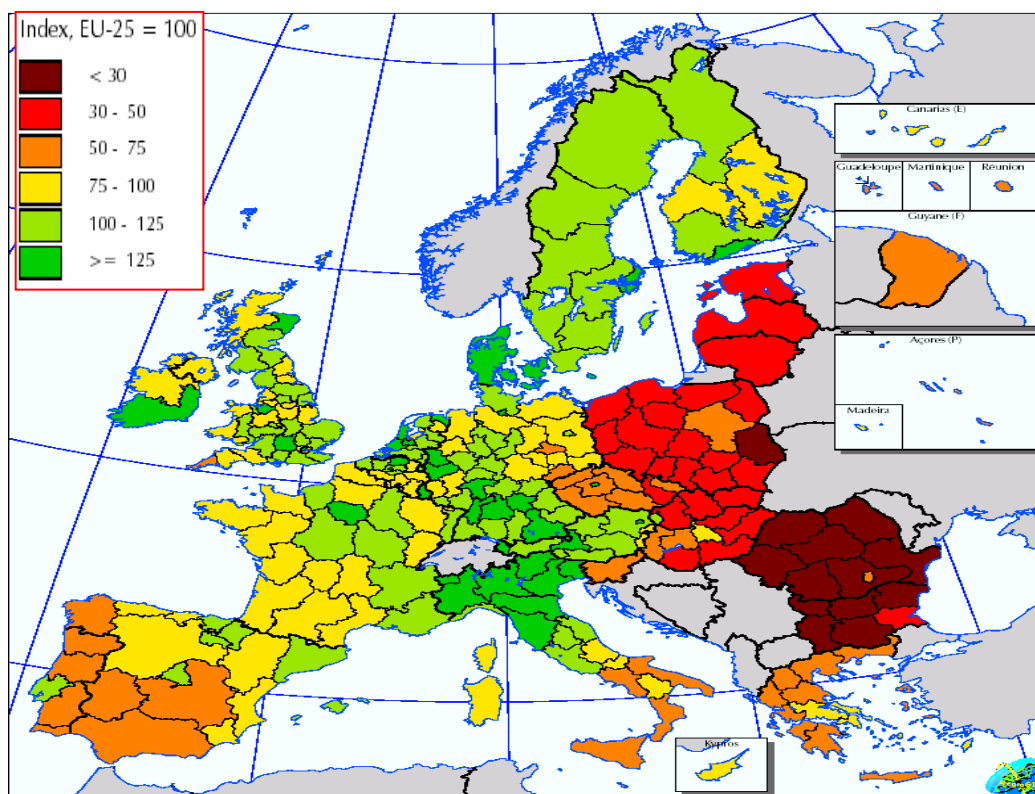 Index, EU-25 = 100
< 30
30 - 50
50 - 75
75 - 100
100 - 125
>= 125
Canarias (E)
Guadeloupe
Martinique
Réunion
Guyane (F)
Açores (P)
Madeira
Kypros